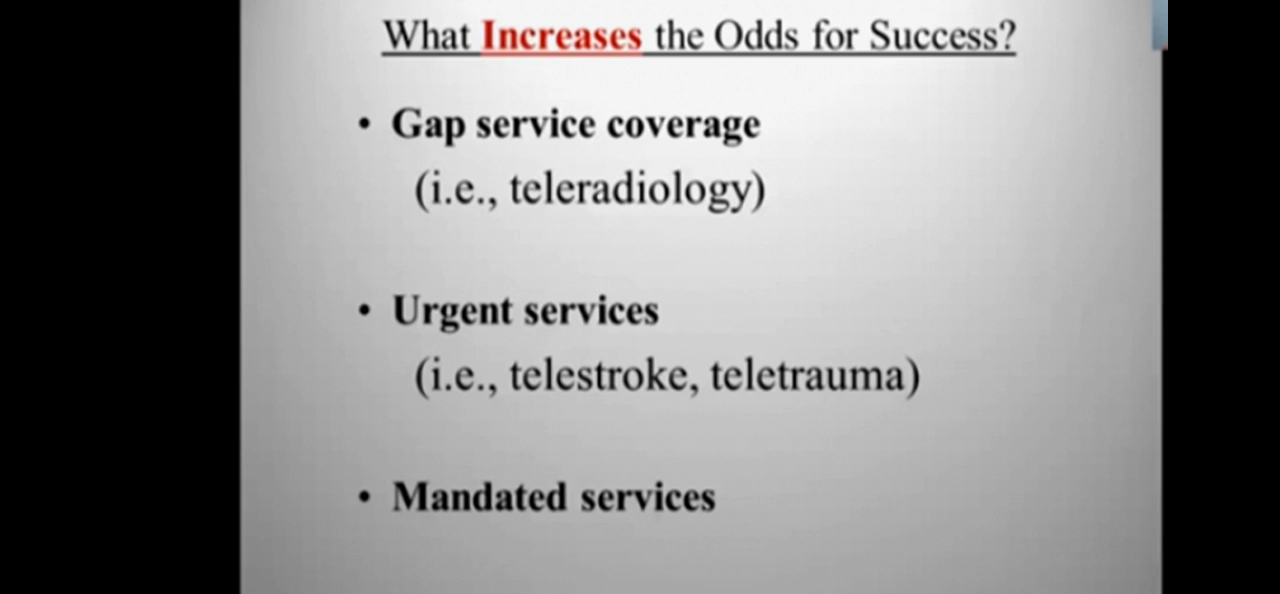 What Increases the Odds for Success?
• Gap service coverage
(i.e., teleradiology)
• Urgent services
(i.e., telestroke, teletrauma)
• Mandated services